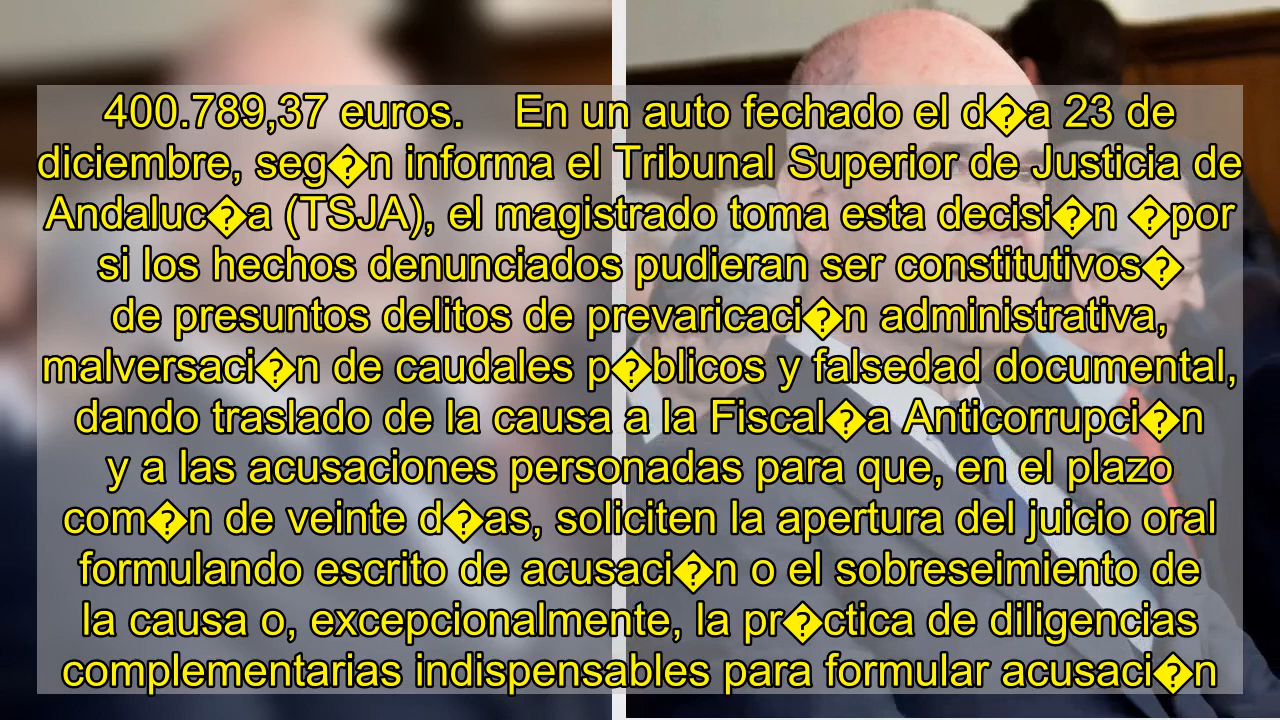 400.789,37 euros. En un auto fechado el d�a 23 de
diciembre, seg�n informa el Tribunal Superior de Justicia de
Andaluc�a (TSJA), el magistrado toma esta decisi�n �por
si los hechos denunciados pudieran ser constitutivos�
de presuntos delitos de prevaricaci�n administrativa,
malversaci�n de caudales p�blicos y falsedad documental,
dando traslado de la causa a la Fiscal�a Anticorrupci�n
y a las acusaciones personadas para que, en el plazo
com�n de veinte d�as, soliciten la apertura del juicio oral
formulando escrito de acusaci�n o el sobreseimiento de
la causa o, excepcionalmente, la pr�ctica de diligencias
complementarias indispensables para formular acusaci�n